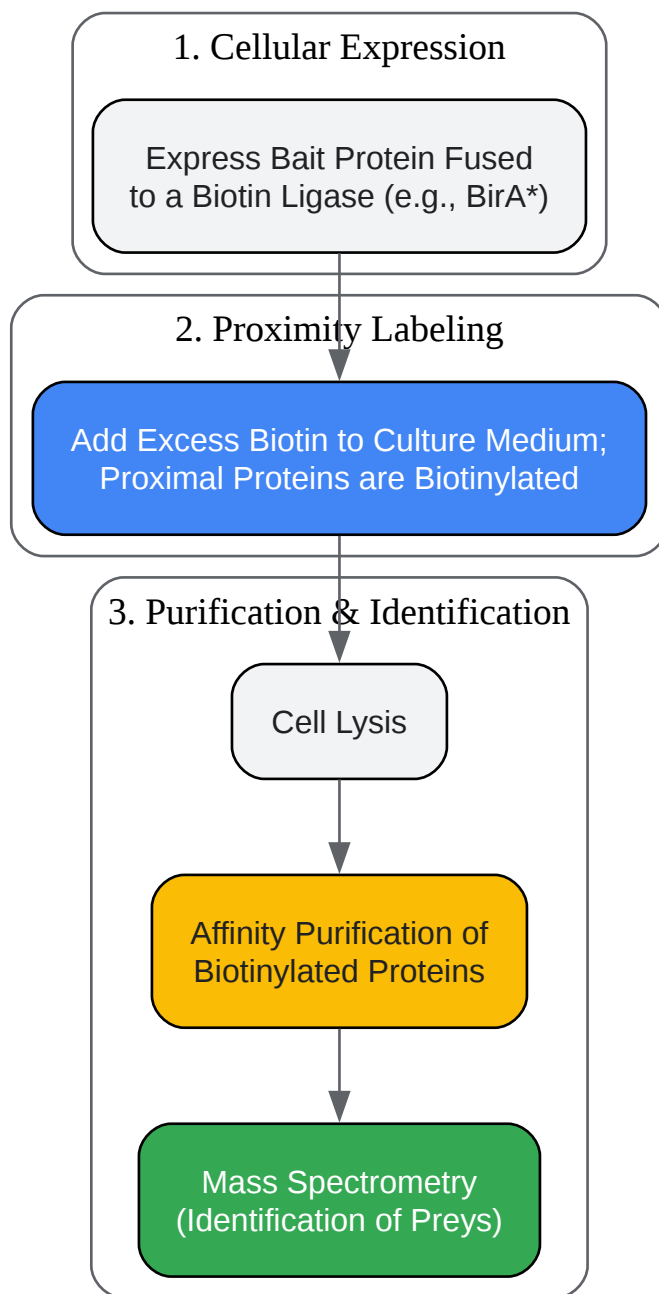 1. Cellular Expression
Express Bait Protein Fused
to a Biotin Ligase (e.g., BirA*)
2. Proximity Labeling
Add Excess Biotin to Culture Medium;
Proximal Proteins are Biotinylated
3. Purification & Identification
Cell Lysis
Affinity Purification of
Biotinylated Proteins
Mass Spectrometry
(Identification of Preys)